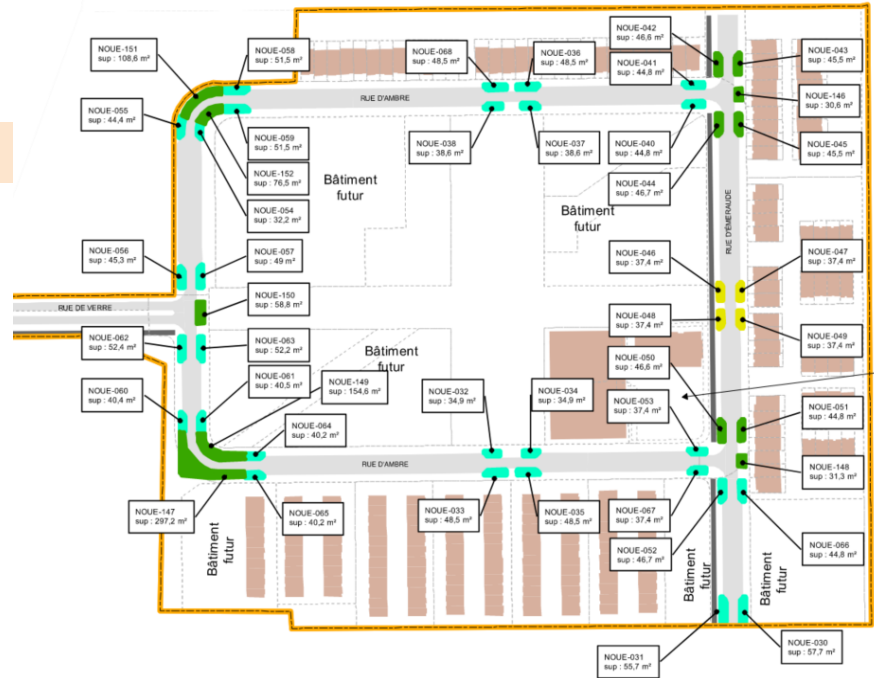 NOUE-151
sup : 108,6 m²
NOUE-058
sup : 51,5 m²
NOUE-068
sup : 48,5 m²
NOUE-036
sup : 48,5 m²
NOUE-042
sup : 46,6 m²
NOUE-041
sup : 44,8 m²
NOUE-043
sup : 45,5 m²
NOUE-146
sup : 30,6 m²
RUE D'AMBRE
NOUE-055
sup : 44,4 m²
NOUE-059
sup : 51,5 m²
NOUE-038
sup : 38,6 m²
NOUE-037
sup : 38,6 m²
NOUE-040
sup : 44,8 m²
NOUE-045
sup : 45,5 m²
NOUE-152
sup : 76,5 m²
NOUE-044
sup : 46,7 m²
Bâtiment
futur
NOUE-054
sup : 32,2 m²
Bâtiment
futur
RUE D'ÉMERAUDE
NOUE-056
sup : 45,3 m²
NOUE-057
sup : 49 m²
NOUE-046
sup : 37,4 m²
NOUE-047
sup : 37,4 m²
NOUE-150
sup : 58,8 m²
RUE DE VERRE
NOUE-048
sup : 37,4 m²
NOUE-049
sup : 37,4 m²
NOUE-062
sup : 52,4 m²
NOUE-063
sup : 52,2 m²
Bâtiment
futur
NOUE-050
sup : 46,6 m²
NOUE-060
sup : 40,4 m²
NOUE-061
sup : 40,5 m²
NOUE-149
sup : 154,6 m²
NOUE-032
sup : 34,9 m²
NOUE-034
sup : 34,9 m²
NOUE-053
sup : 37,4 m²
NOUE-051
sup : 44,8 m²
NOUE-064
sup : 40,2 m²
RUE D'AMBRE
NOUE-148
sup : 31,3 m²
NOUE-147
sup : 297,2 m²
NOUE-065
sup : 40,2 m²
NOUE-033
sup : 48,5 m²
NOUE-035
sup : 48,5 m²
NOUE-067
sup : 37,4 m²
NOUE-052
sup : 46,7 m²
NOUE-066
sup : 44,8 m²
Bâtiment
futur
Bâtiment
futur
Bâtiment
futur
NOUE-031
sup : 55,7 m²
NOUE-030
sup : 57,7 m²